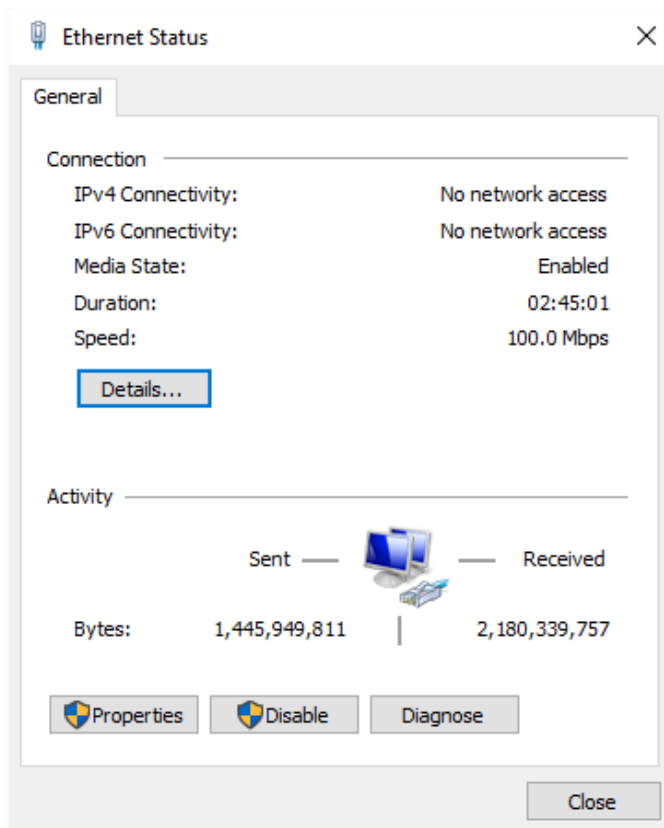 Ethernet Status
General
Connection
IPv4 Connectivity: No network access
IPv6 Connectivity: No network access
Media State: Enabled
Duration: 02:45:01
Speed: 100.0 Mbps
Details...
Activity
Sent Received
Bytes: 1,445,949,811 2,180,339,757
Properties Disable Diagnose
Close